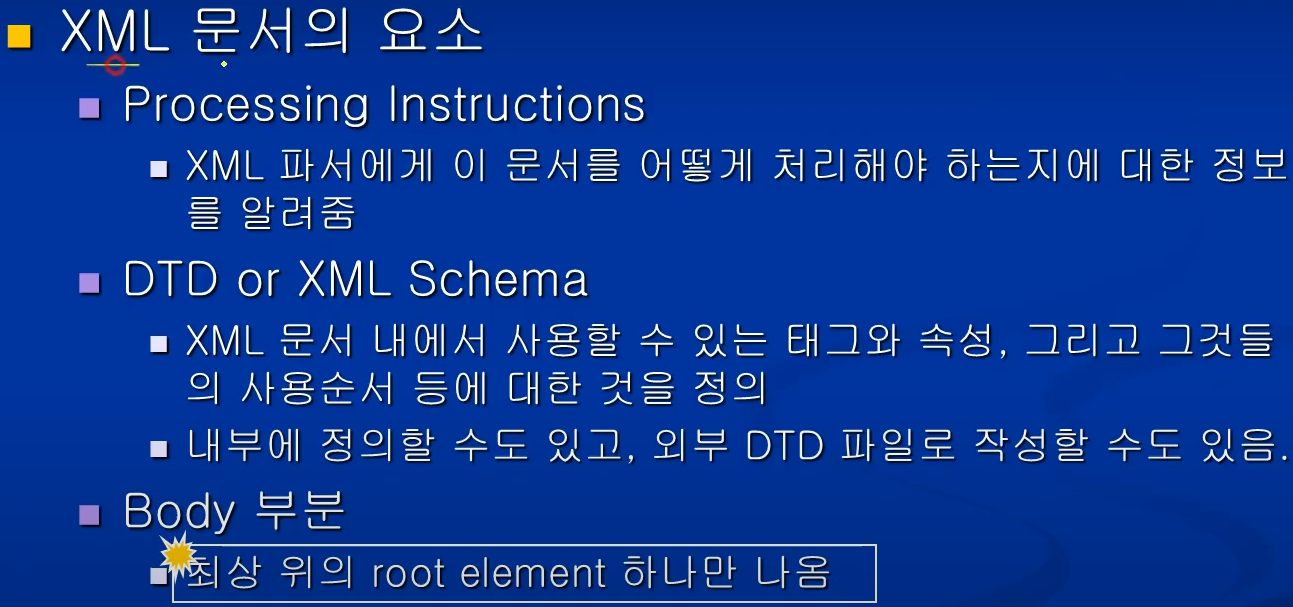 XML 문서의 요소
Processing Instructions
XML 파서에게 이 문서를 어떻게 처리해야 하는지에 대한 정보
를 알려줌
DTD or XML Schema
XML 문서 내에서 사용할 수 있는 태그와 속성, 그리고 그것들
의 사용순서 등에 대한 것을 정의
내부에 정의할 수도 있고, 외부 DTD 파일로 작성할 수도 있음.
Body 부분
최상 위의 root element 하나만 나옴